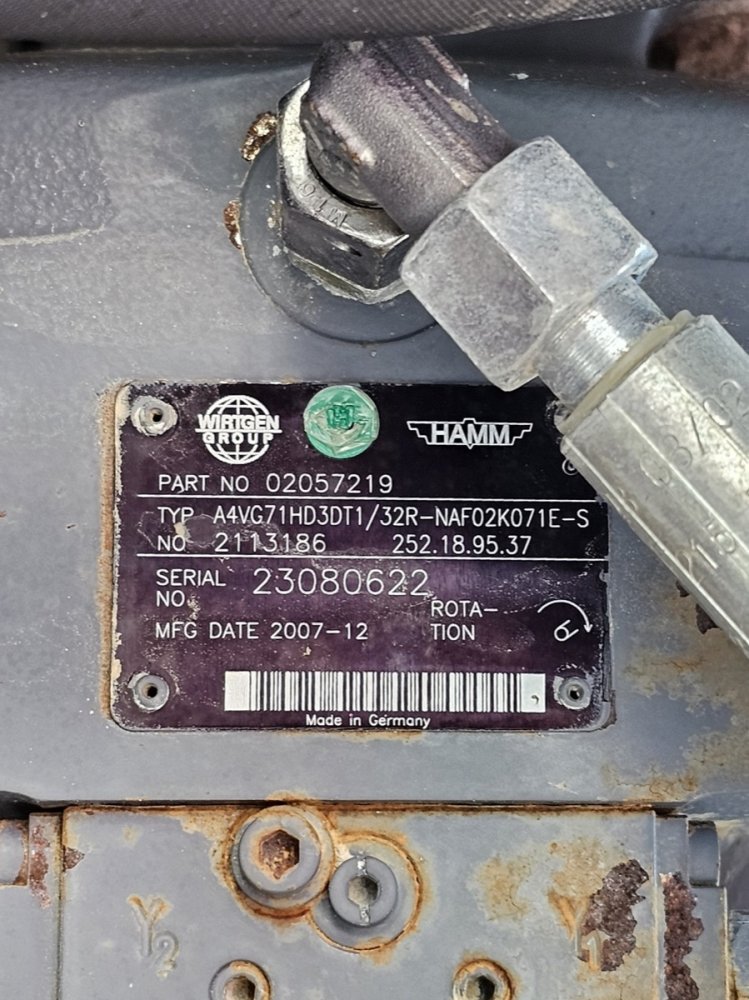 WIRTGEN
GROUP
HAMM
PART NO 02057219
TYP A4VG71HD3DT1/32R-NAF02K071E-S
NO 2113186 252.18.95.37
SERIAL NO. 23080622
MFG DATE 2007-12
ROTA-
TION
Made in Germany
Y2
Y1